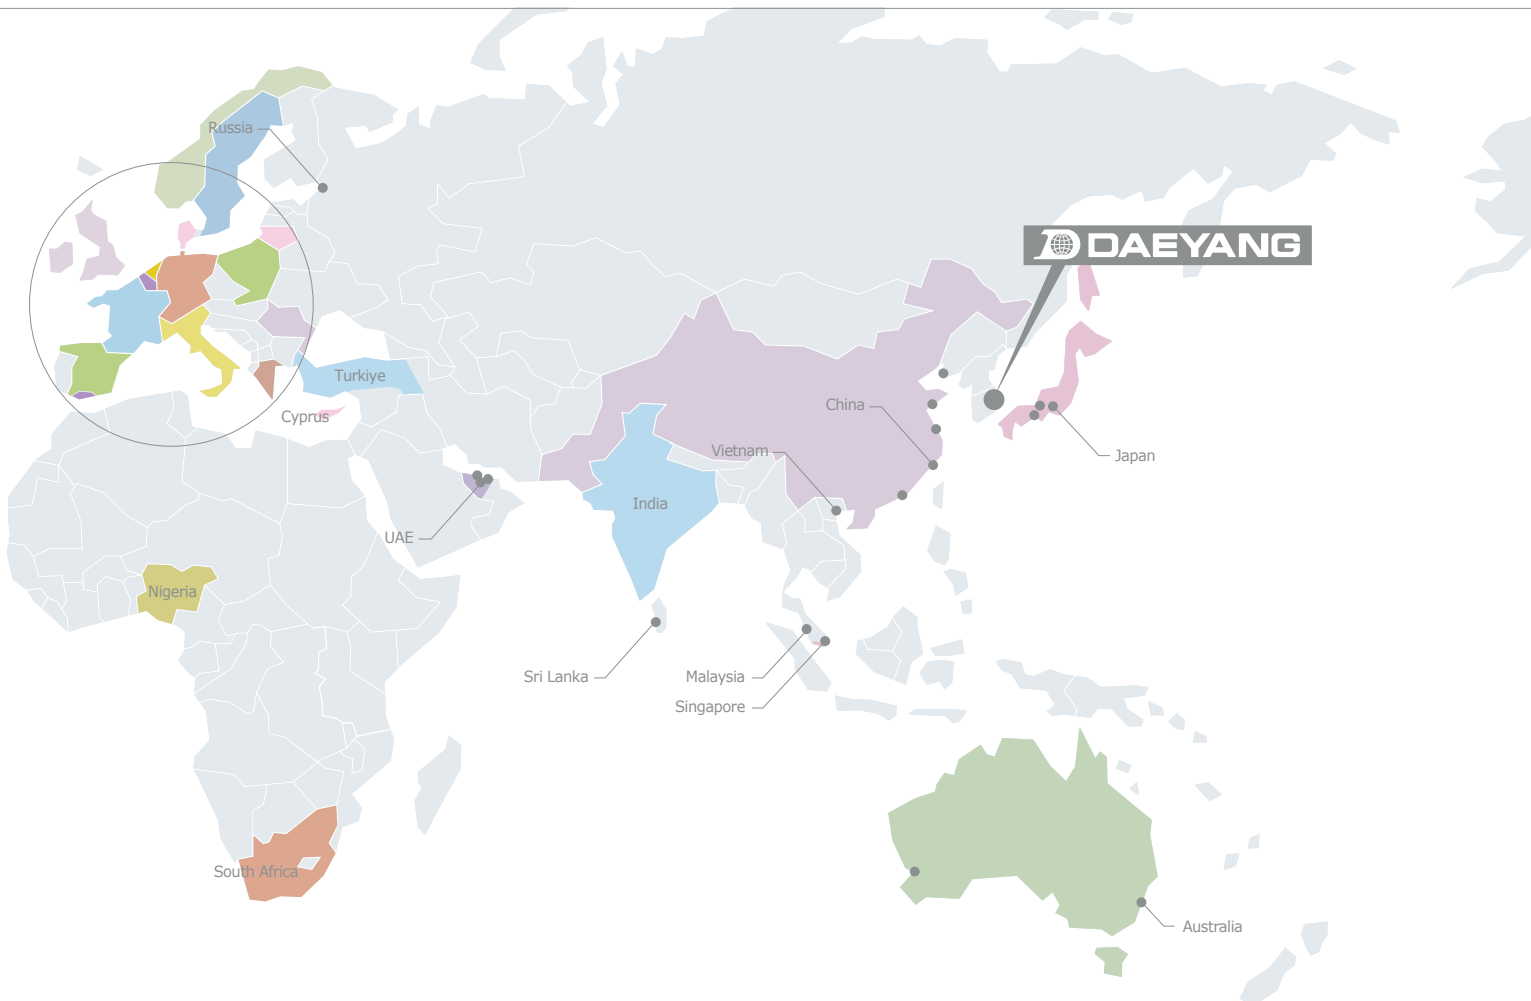 Russia
DAEYANG
Turkiye
Cyprus
China
Vietnam
Japan
India
UAE
Nigeria
Sri Lanka
Malaysia
Singapore
South Africa
Australia